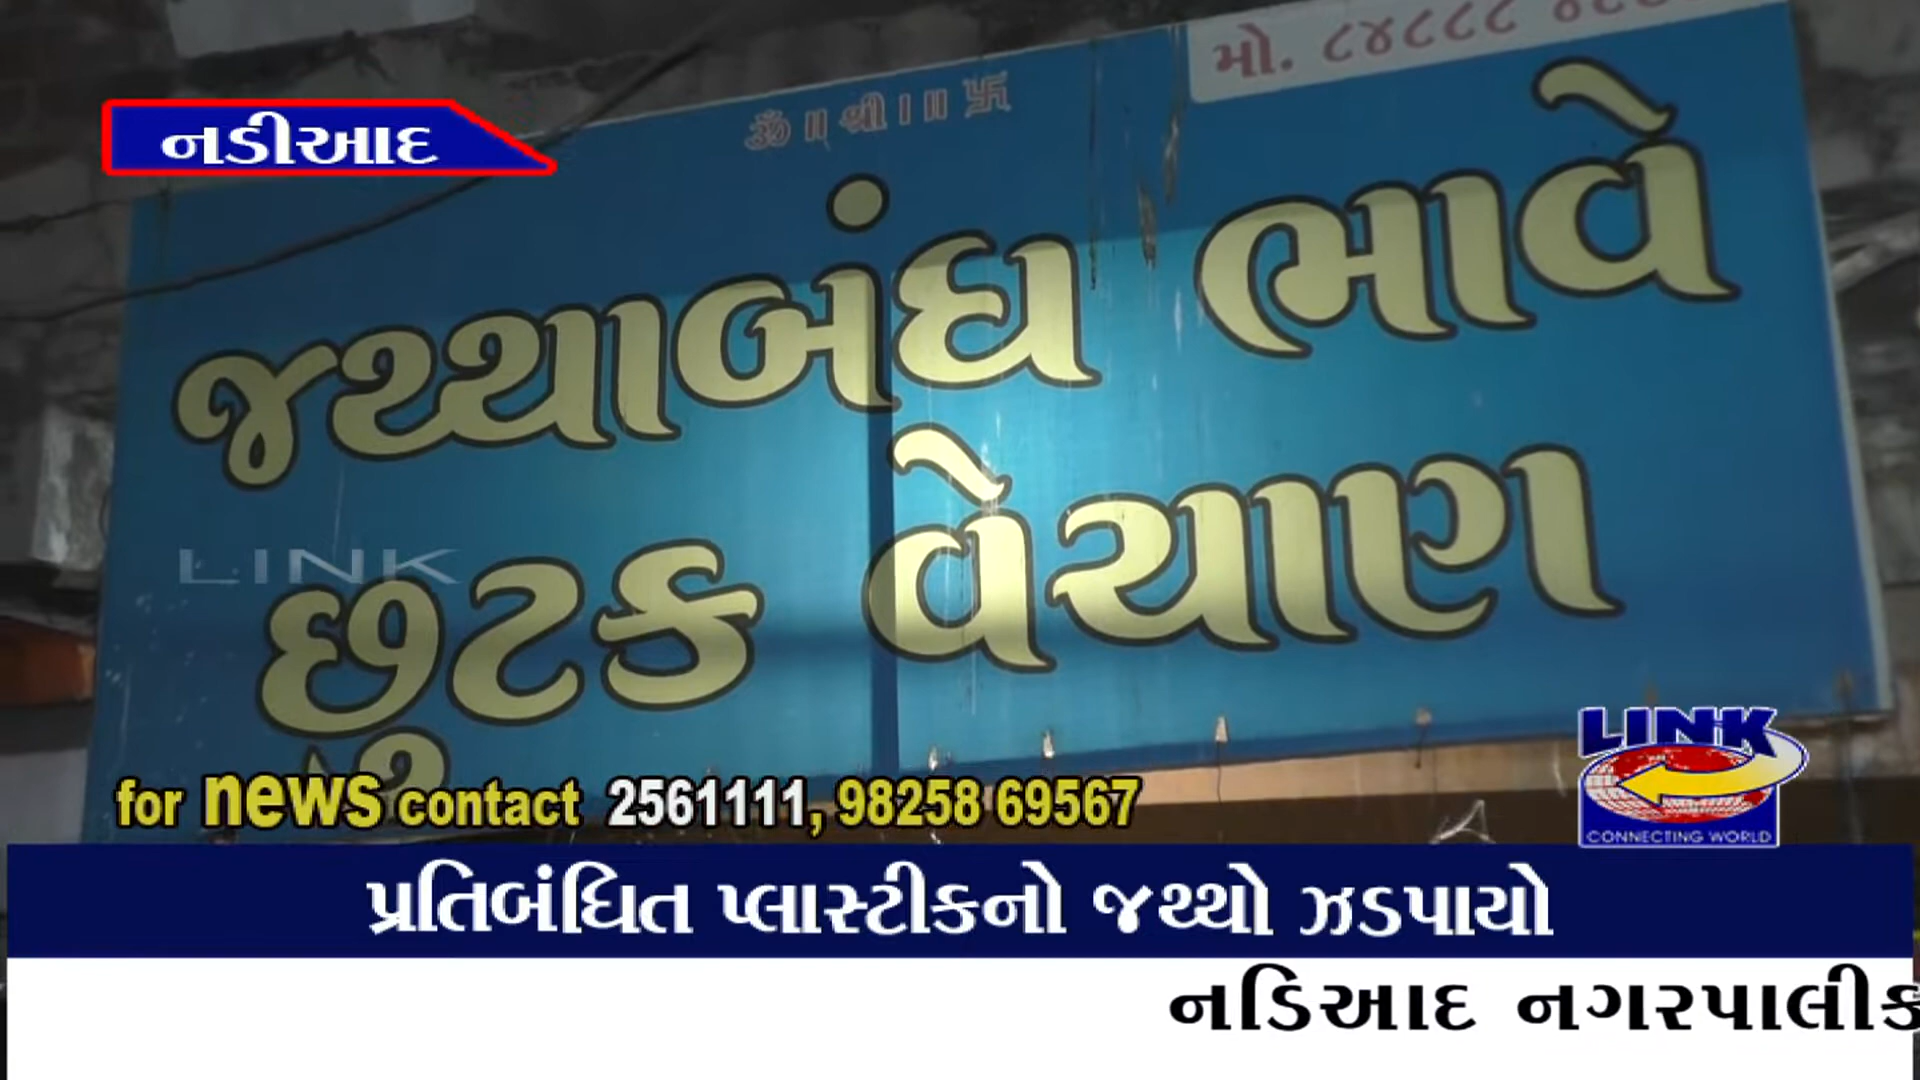 નડીઆદ
ૐ ॥ શ્રી ।॥ 卐
મો. ૮૪૮૮૮
જથ્થાબંધ ભાવે
છુટક વેચાણ
LINK
for news contact 2561111, 98258 69567
LINK
CONNECTING WORLD
પ્રતિબંધિત પ્લાસ્ટીકનો જથ્થો ઝડપાયો
નડિઆદ નગરપાલીક